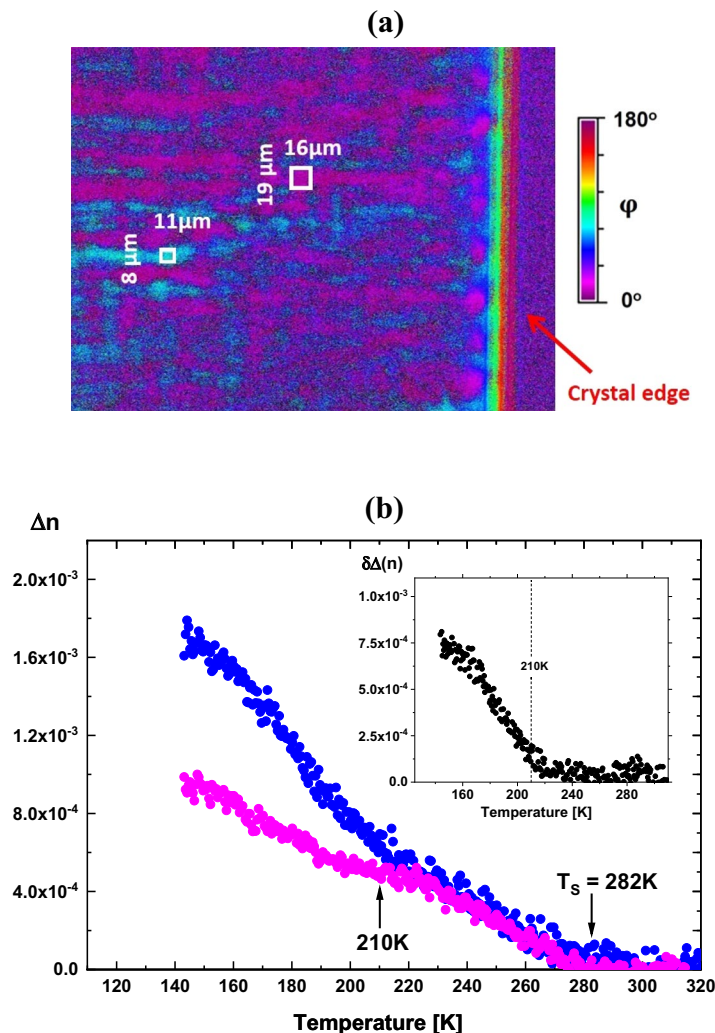 (a)
180°
φ
0°
16μm
19 μm
11μm
8 μm
Crystal edge
(b)
Δn
2.0x10⁻³
1.6x10⁻³
1.2x10⁻³
8.0x10⁻⁴
4.0x10⁻⁴
0.0
120 140 160 180 200 220 240 260 280 300 320
Temperature [K]
210K
T_S = 282K
δΔ(n)
1.0x10⁻³
7.5x10⁻⁴
5.0x10⁻⁴
2.5x10⁻⁴
0.0
210K
160 200 240 280
Temperature [K]